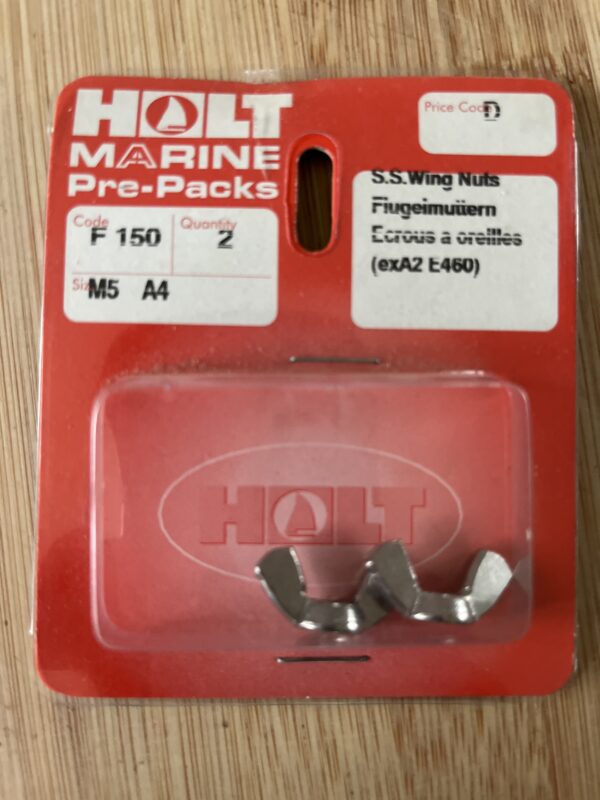 HOLT
MARINE
Pre-Packs
Price Code D
Code
F 150
Quantity
2
Size M5 A4
S.S.Wing Nuts
Flugelmuttern
Ecrous a oreilles
(exA2 E460)
HOLT